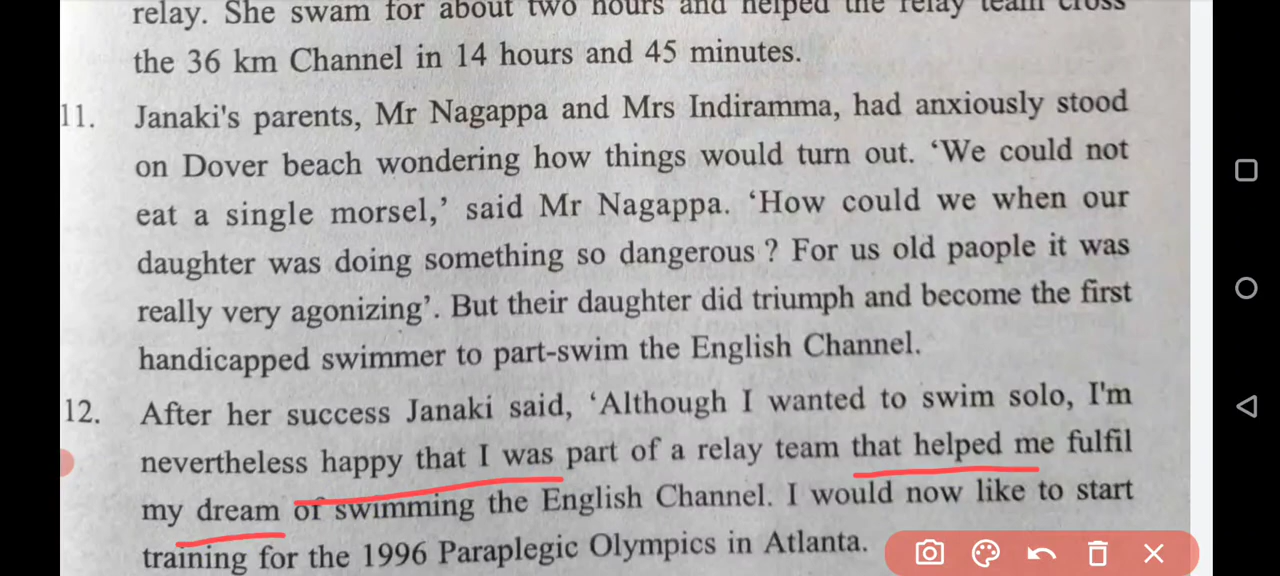 relay. She swam for about two hours and helped the relay team cross
the 36 km Channel in 14 hours and 45 minutes.
11. Janaki's parents, Mr Nagappa and Mrs Indiramma, had anxiously stood
on Dover beach wondering how things would turn out. ‘We could not
eat a single morsel,’ said Mr Nagappa. ‘How could we when our
daughter was doing something so dangerous ? For us old paople it was
really very agonizing’. But their daughter did triumph and become the first
handicapped swimmer to part-swim the English Channel.
12. After her success Janaki said, ‘Although I wanted to swim solo, I'm
nevertheless happy that I was part of a relay team that helped me fulfil
my dream of swimming the English Channel. I would now like to start
training for the 1996 Paraplegic Olympics in Atlanta.